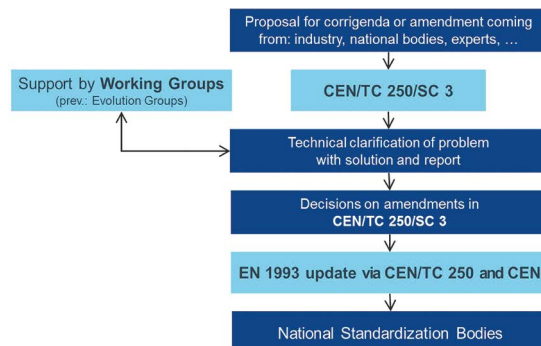 Proposal for corrigenda or amendment coming
from: industry, national bodies, experts, ...
Support by Working Groups
(prev.: Evolution Groups)
CEN/TC 250/SC 3
Technical clarification of problem
with solution and report
Decisions on amendments in
CEN/TC 250/SC 3
EN 1993 update via CEN/TC 250 and CEN
National Standardization Bodies